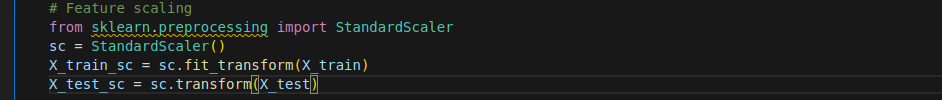 # Feature scaling
from sklearn.preprocessing import StandardScaler
sc = StandardScaler()
X_train_sc = sc.fit_transform(X_train)
X_test_sc = sc.transform(X_test)